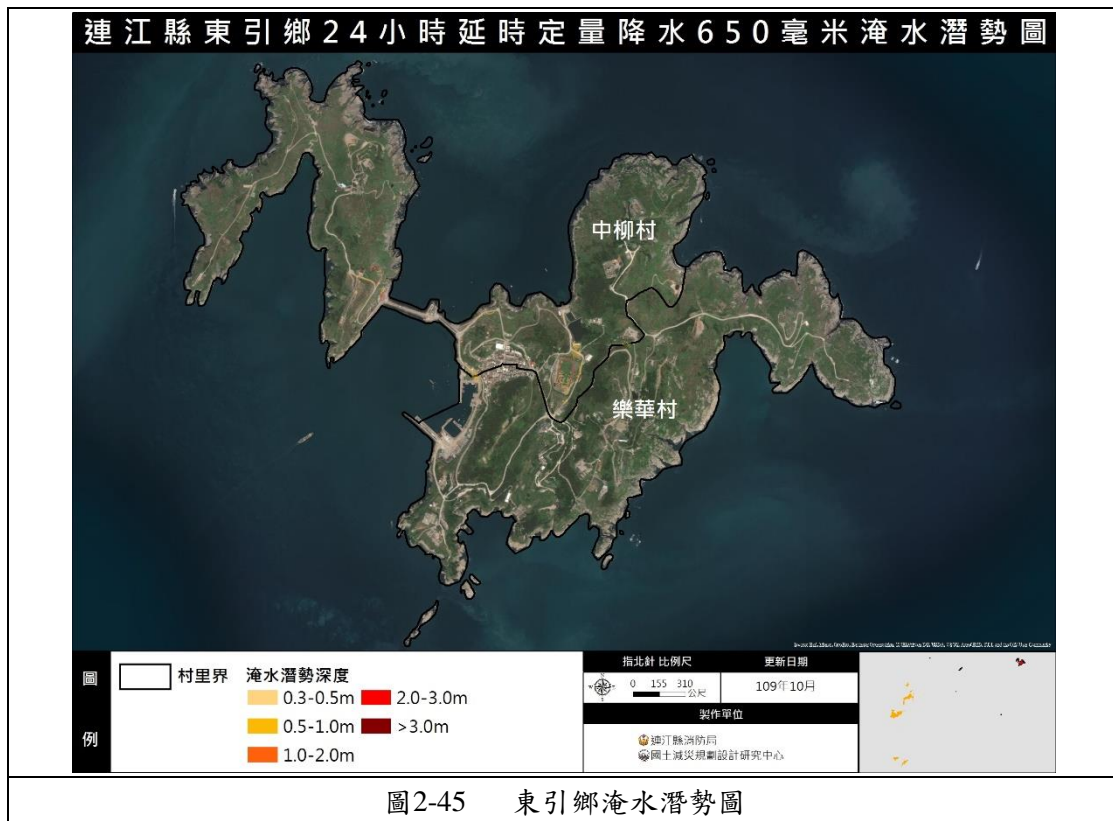 連江縣東引鄉24小時延時定量降水650毫米淹水潛勢圖
中柳村
樂華村
圖例
村里界
淹水潛勢深度
0.3-0.5m
0.5-1.0m
1.0-2.0m
2.0-3.0m
>3.0m
指北針 比例尺
0 155 310
公尺
更新日期
109年10月
製作單位
連江縣消防局
國土減災規劃設計研究中心
圖2-45 東引鄉淹水潛勢圖